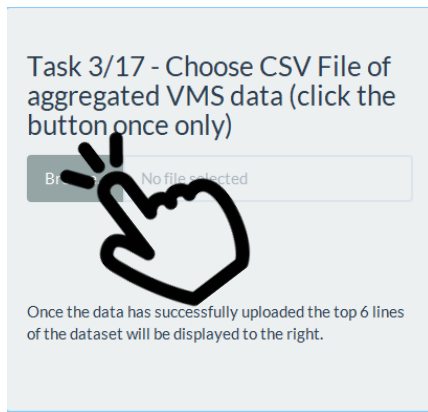 Task 3/17 - Choose CSV File of
aggregated VMS data (click the
button once only)
No file selected
Once the data has successfully uploaded the top 6 lines
of the dataset will be displayed to the right.